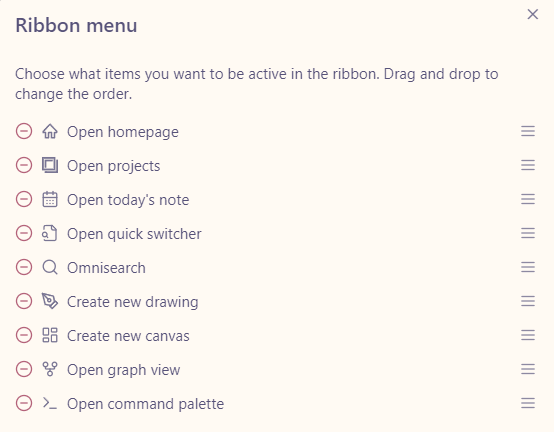 Ribbon menu
Choose what items you want to be active in the ribbon. Drag and drop to
change the order.
Open homepage
Open projects
Open today's note
Open quick switcher
Omnisearch
Create new drawing
Create new canvas
Open graph view
Open command palette